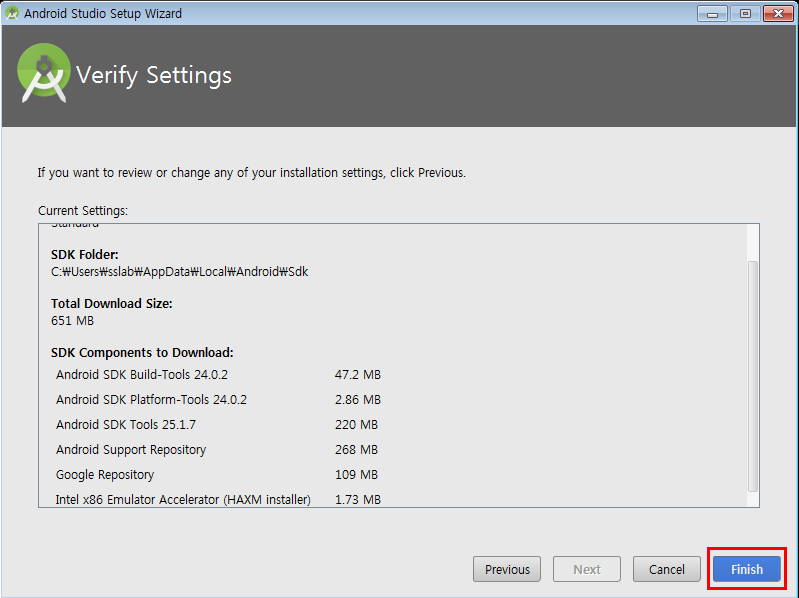 Android Studio Setup Wizard
Verify Settings
If you want to review or change any of your installation settings, click Previous.
Current Settings:
Standard
SDK Folder:
C:₩Users₩sslab₩AppData₩Local₩Android₩Sdk
Total Download Size:
651 MB
SDK Components to Download:
Android SDK Build-Tools 24.0.2 47.2 MB
Android SDK Platform-Tools 24.0.2 2.86 MB
Android SDK Tools 25.1.7 220 MB
Android Support Repository 268 MB
Google Repository 109 MB
Intel x86 Emulator Accelerator (HAXM installer) 1.73 MB
Previous Next Cancel Finish